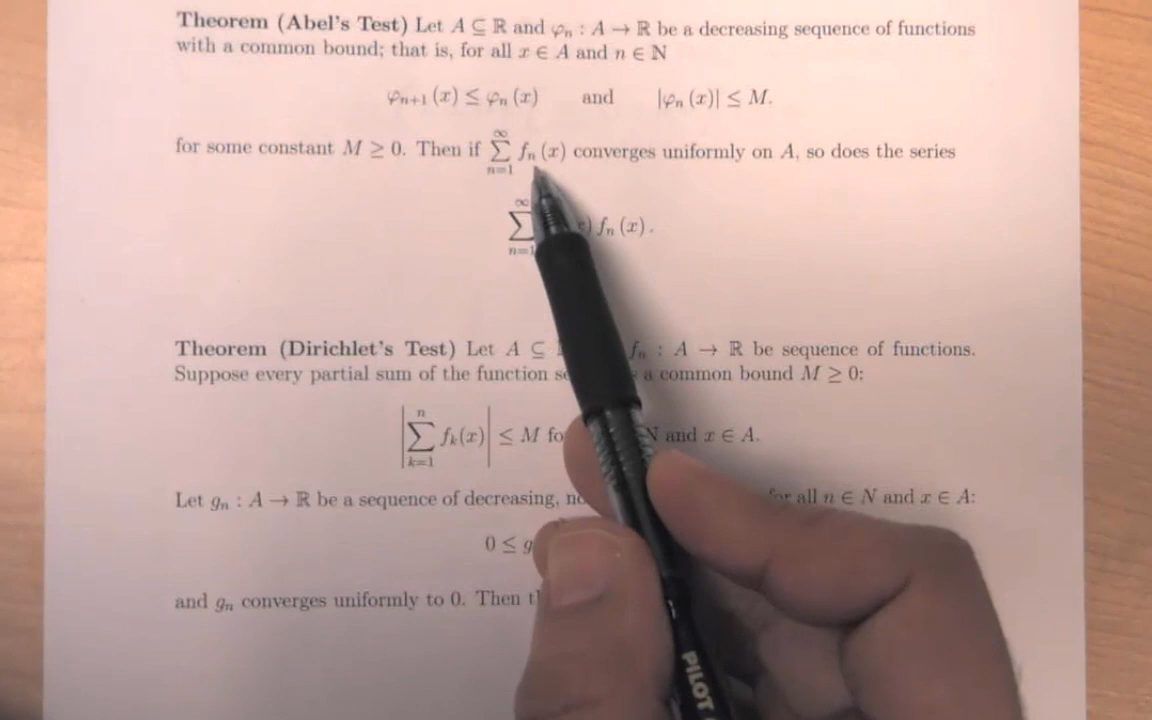 Theorem (Abel's Test) Let A ⊆ ℝ and φₙ : A → ℝ be a decreasing sequence of functions
with a common bound; that is, for all x ∈ A and n ∈ ℕ
φₙ₊₁ (x) ≤ φₙ (x) and |φₙ (x)| ≤ M.
for some constant M ≥ 0. Then if ∑_{n=1}^{∞} fₙ (x) converges uniformly on A, so does the series
∑_{n=1}^{∞} ) fₙ (x) .
Theorem (Dirichlet's Test) Let A ⊆ fₙ : A → ℝ be sequence of functions.
Suppose every partial sum of the function a common bound M ≥ 0:
|∑_{k=1}^{n} fₖ(x)| ≤ M N and x ∈ A.
Let gₙ : A → ℝ be a sequence of decreasing, for all n ∈ N and x ∈ A:
0 ≤ g
and gₙ converges uniformly to 0. Then
PILOT